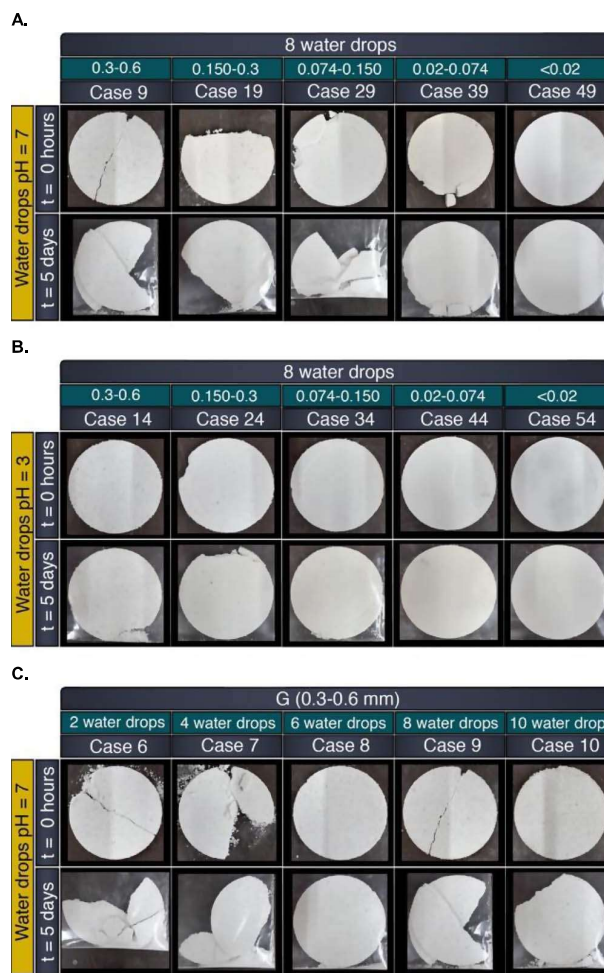 A.
8 water drops
0.3-0.6 0.150-0.3 0.074-0.150 0.02-0.074 <0.02
Case 9 Case 19 Case 29 Case 39 Case 49
Water drops pH = 7
t = 0 hours
t = 5 days
B.
8 water drops
0.3-0.6 0.150-0.3 0.074-0.150 0.02-0.074 <0.02
Case 14 Case 24 Case 34 Case 44 Case 54
Water drops pH = 3
t = 0 hours
t = 5 days
C.
G (0.3-0.6 mm)
2 water drops 4 water drops 6 water drops 8 water drops 10 water drop
Case 6 Case 7 Case 8 Case 9 Case 10
Water drops pH = 7
t = 0 hours
t = 5 days